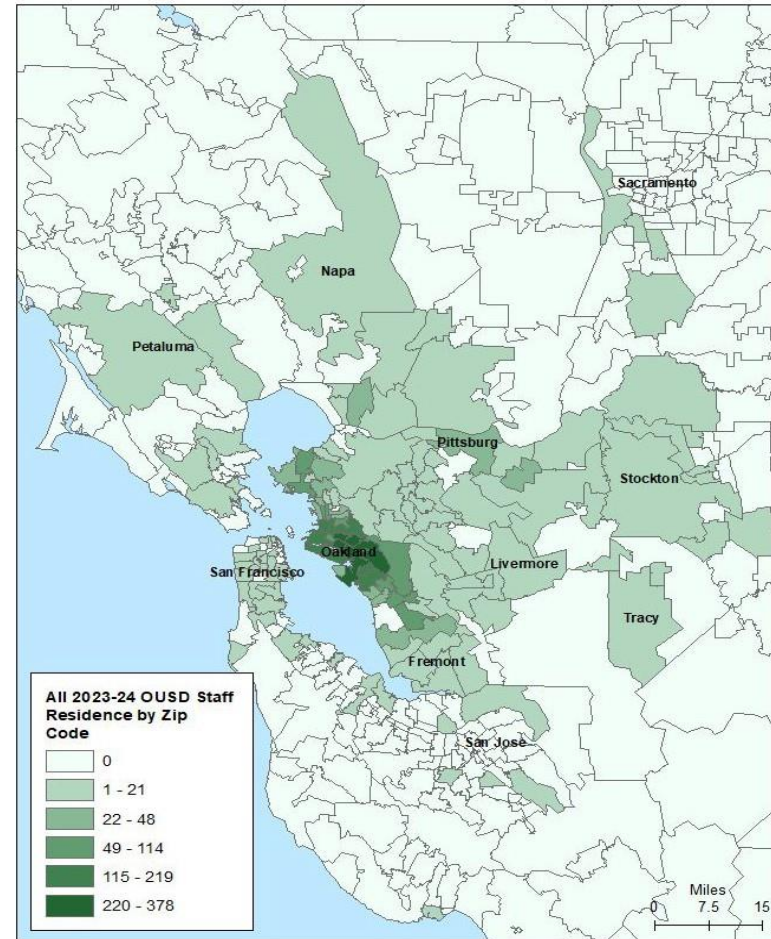 Sacramento
Napa
Petaluma
Pittsburg
Stockton
Oakland
San Francisco
Livermore
Tracy
Fremont
San Jose
All 2023-24 OUSD Staff
Residence by Zip
Code
0
1 - 21
22 - 48
49 - 114
115 - 219
220 - 378
Miles
0 7.5 15